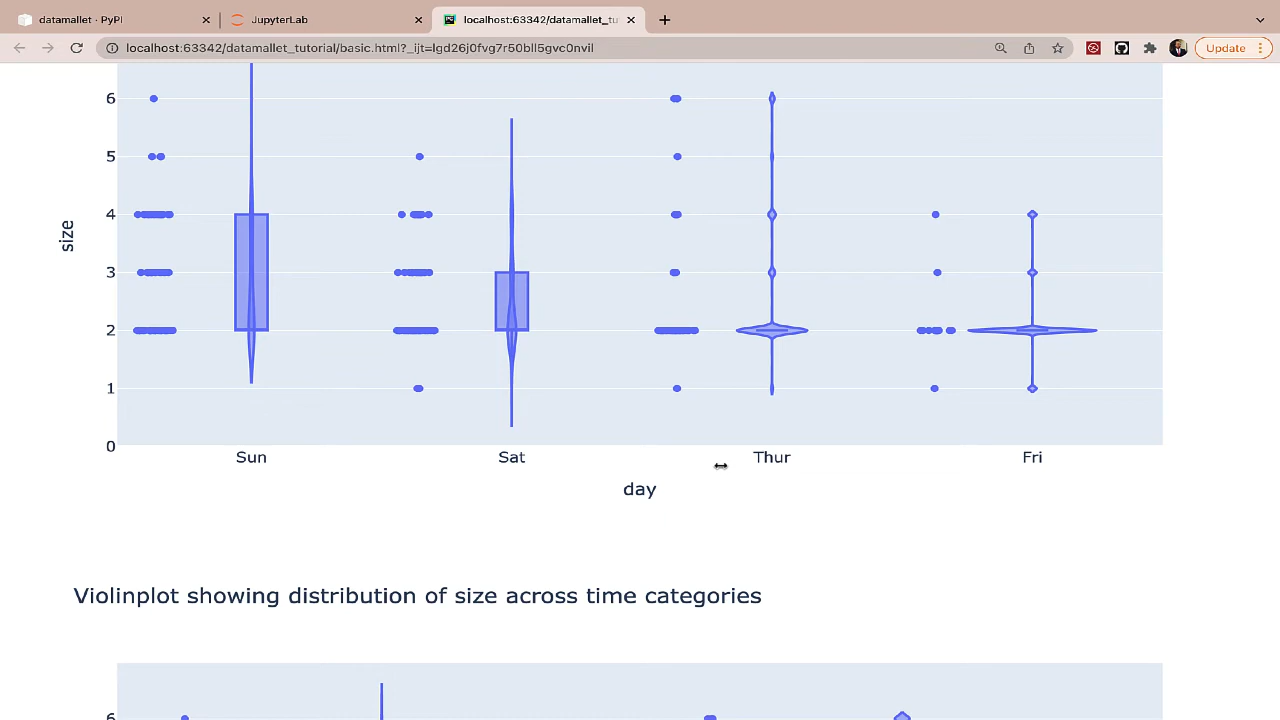 datamallet · PyPI
JupyterLab
localhost:63342/datamallet_tu
localhost:63342/datamallet_tutorial/basic.html?_ijt=lgd26j0fvg7r50bll5gvc0nvil
Update
6
5
4
3
2
1
0
size
Sun Sat Thur Fri
day
Violinplot showing distribution of size across time categories
6